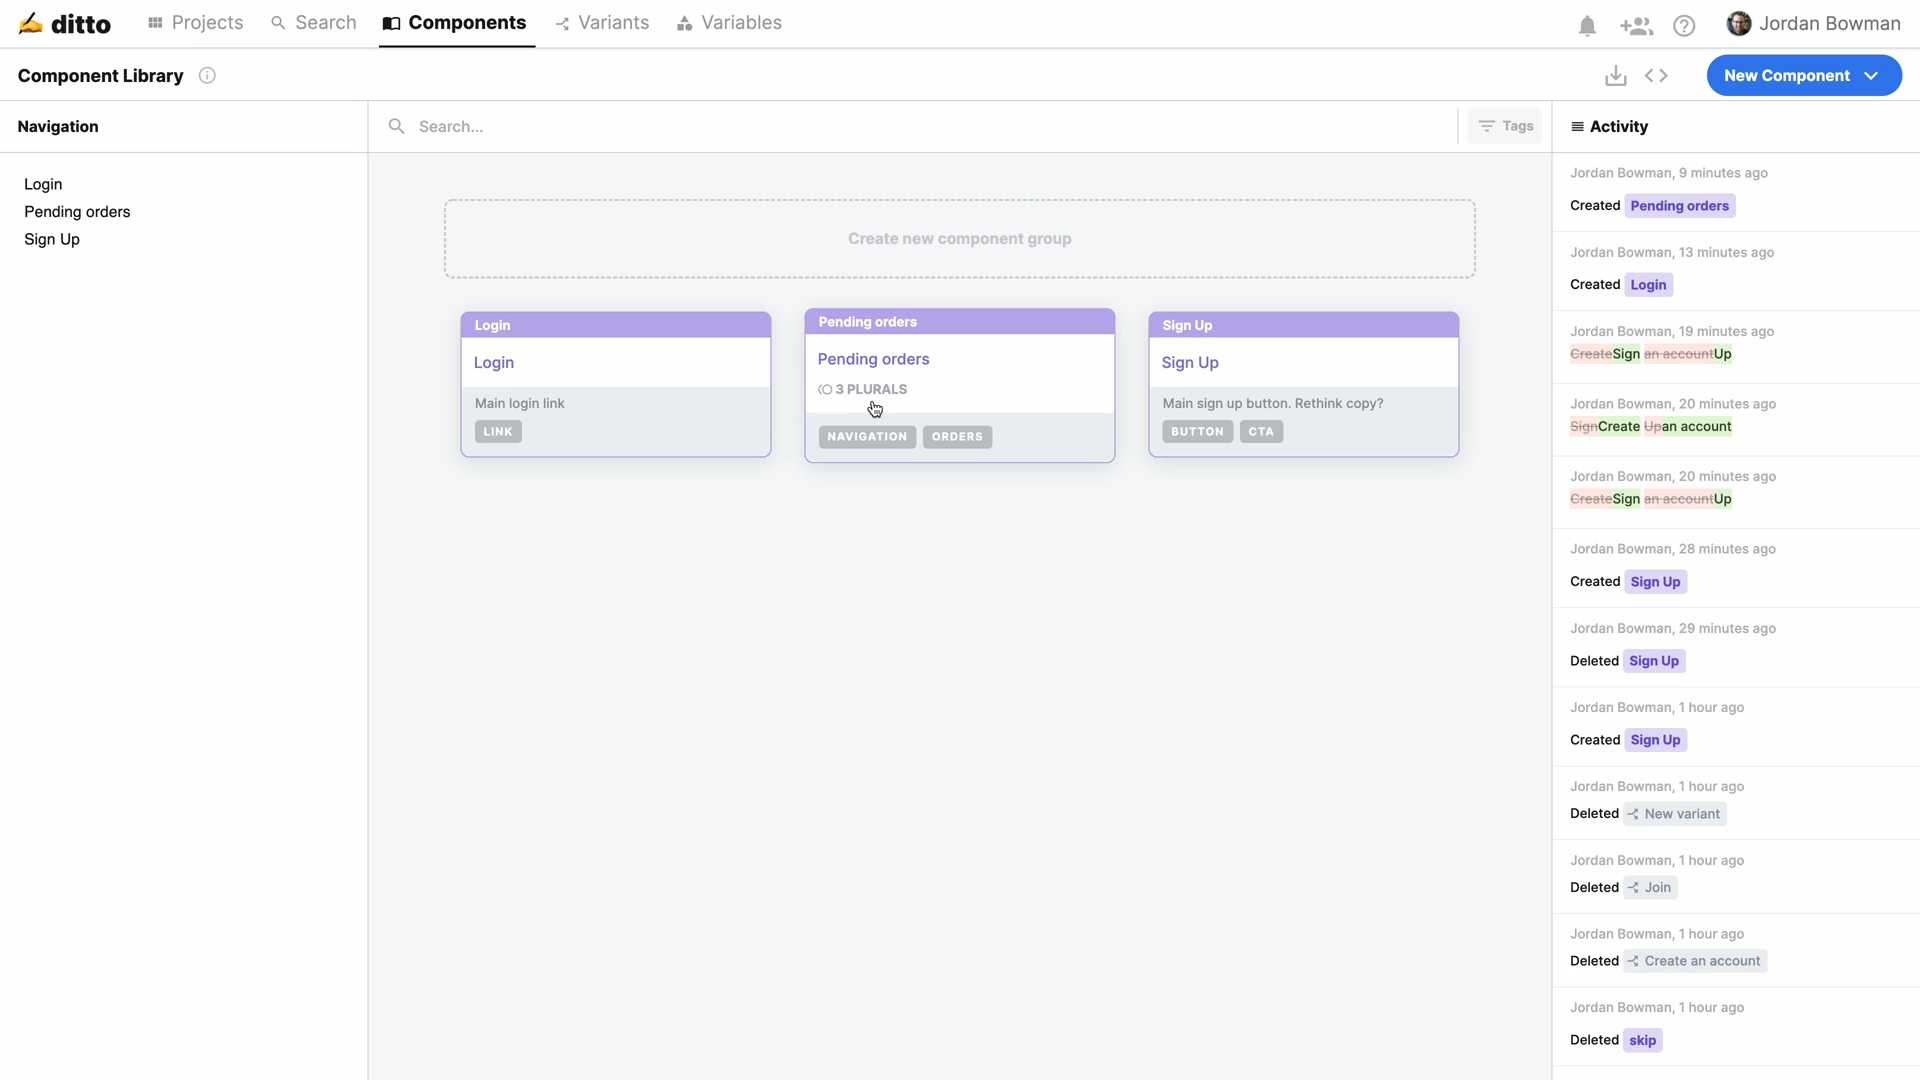 ditto
Projects
Search
Components
Variants
Variables
Jordan Bowman
Component Library
New Component
Navigation
Search...
Tags
Activity
Login
Pending orders
Sign Up
Create new component group
Login
Login
Main login link
LINK
Pending orders
Pending orders
3 PLURALS
NAVIGATION ORDERS
Sign Up
Sign Up
Main sign up button. Rethink copy?
BUTTON CTA
Jordan Bowman, 9 minutes ago
Created Pending orders
Jordan Bowman, 13 minutes ago
Created Login
Jordan Bowman, 19 minutes ago
CreateSign an accountUp
Jordan Bowman, 20 minutes ago
SignCreate Upan account
Jordan Bowman, 20 minutes ago
CreateSign an accountUp
Jordan Bowman, 28 minutes ago
Created Sign Up
Jordan Bowman, 29 minutes ago
Deleted Sign Up
Jordan Bowman, 1 hour ago
Created Sign Up
Jordan Bowman, 1 hour ago
Deleted New variant
Jordan Bowman, 1 hour ago
Deleted Join
Jordan Bowman, 1 hour ago
Deleted Create an account
Jordan Bowman, 1 hour ago
Deleted skip